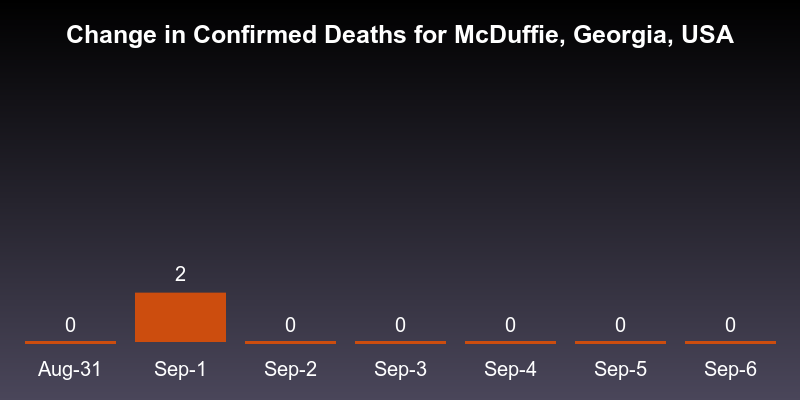 Change in Confirmed Deaths for McDuffie, Georgia, USA
2
0 0 0 0 0 0
Aug-31 Sep-1 Sep-2 Sep-3 Sep-4 Sep-5 Sep-6